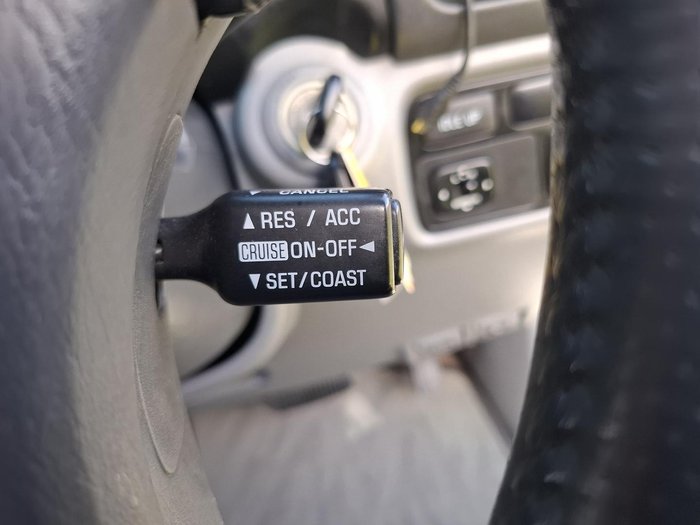 CANCEL
▲ RES / ACC
CRUISE ON-OFF ◀
▼ SET/COAST